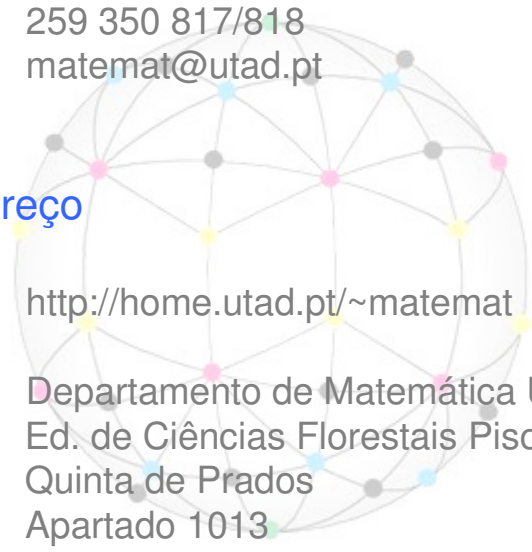 259 350 817/818
matemat@utad.pt
reço
http://home.utad.pt/~matemat
Departamento de Matemática U
Ed. de Ciências Florestais Piso
Quinta de Prados
Apartado 1013